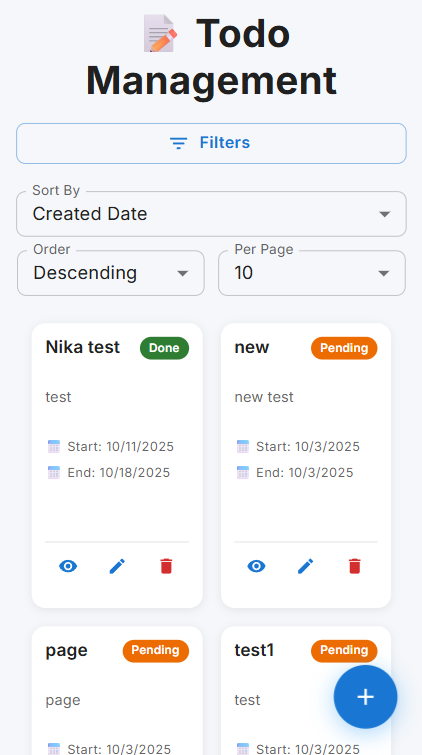 📝 Todo
Management
Filters
Sort By
Created Date
Order
Descending
Per Page
10
Nika test
Done
test
Start: 10/11/2025
End: 10/18/2025
new
Pending
new test
Start: 10/3/2025
End: 10/3/2025
page
Pending
page
Start: 10/3/2025
test1
Pending
test
Start: 10/3/2025
+